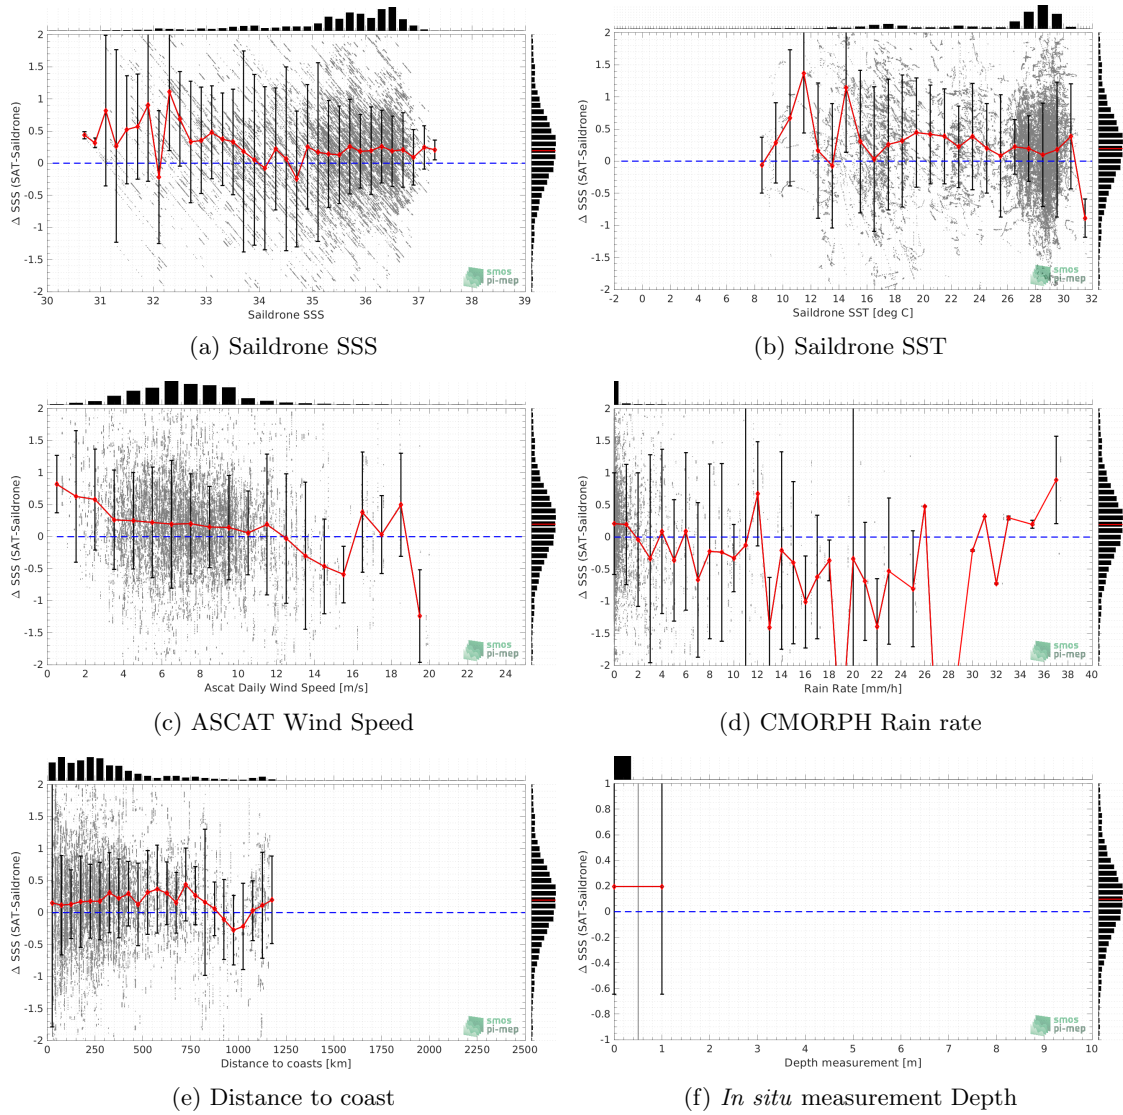 2
1.5
1
0.5
0
-0.5
-1
-1.5
-2
Δ SSS (SAT-Saildrone)
30 31 32 33 34 35 36 37 38 39
Saildrone SSS
smos
pi-mep
(a) Saildrone SSS
2
1.5
1
0.5
0
-0.5
-1
-1.5
-2
Δ SSS (SAT-Saildrone)
-2 0 2 4 6 8 10 12 14 16 18 20 22 24 26 28 30 32
Saildrone SST [deg C]
smos
pi-mep
(b) Saildrone SST
2
1.5
1
0.5
0
-0.5
-1
-1.5
-2
Δ SSS (SAT-Saildrone)
0 2 4 6 8 10 12 14 16 18 20 22 24
Ascat Daily Wind Speed [m/s]
smos
pi-mep
(c) ASCAT Wind Speed
2
1.5
1
0.5
0
-0.5
-1
-1.5
-2
Δ SSS (SAT-Saildrone)
0 2 4 6 8 10 12 14 16 18 20 22 24 26 28 30 32 34 36 38 40
Rain Rate [mm/h]
smos
pi-mep
(d) CMORPH Rain rate
2
1.5
1
0.5
0
-0.5
-1
-1.5
-2
Δ SSS (SAT-Saildrone)
0 250 500 750 1000 1250 1500 1750 2000 2250 2500
Distance to coasts [km]
smos
pi-mep
(e) Distance to coast
1
0.8
0.6
0.4
0.2
0
-0.2
-0.4
-0.6
-0.8
-1
Δ SSS (SAT-Saildrone)
0 1 2 3 4 5 6 7 8 9 10
Depth measurement [m]
smos
pi-mep
(f) In situ measurement Depth